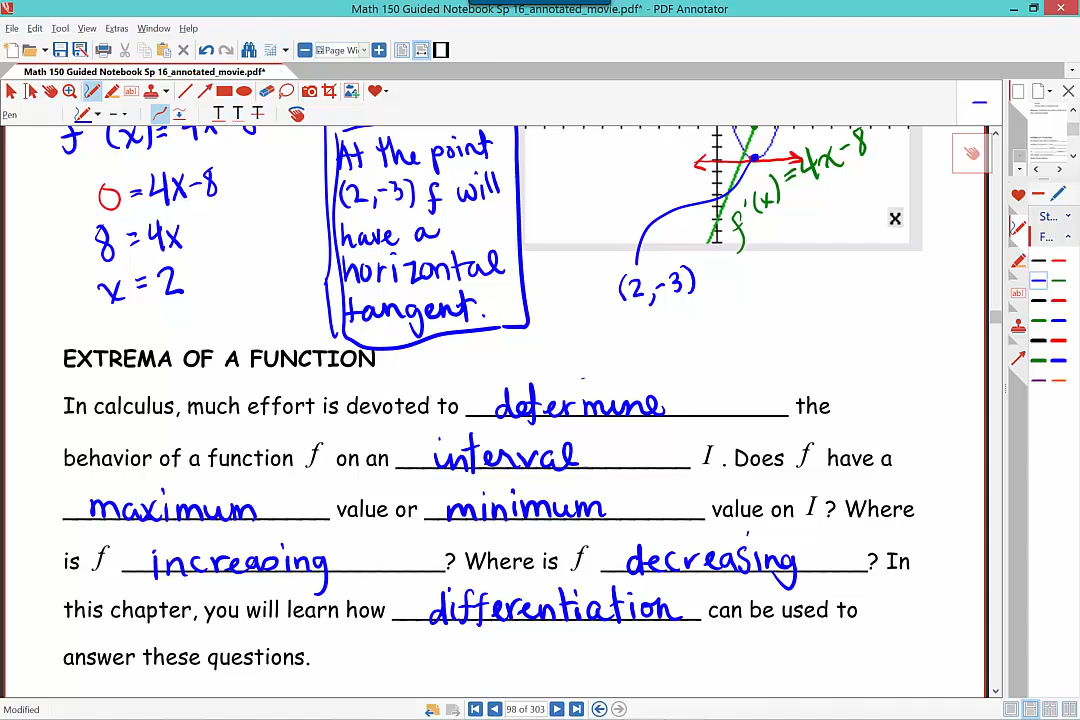 Math 150 Guided Notebook Sp 16_annotated_movie.pdf* - PDF Annotator
File Edit Tool View Extras Window Help
Page Wi
Math 150 Guided Notebook Sp 16_annotated_movie.pdf*
Pen
0 = 4x-8
8 = 4x
x = 2
At the point
(2,-3) f will
have a
horizontal
tangent.
f'(x)=4x-8
x
(2,-3)
St...
F...
EXTREMA OF A FUNCTION
In calculus, much effort is devoted to determine the
behavior of a function f on an interval I. Does f have a
maximum value or minimum value on I? Where
is f increasing? Where is f decreasing? In
this chapter, you will learn how differentiation can be used to
answer these questions.
Modified
98 of 303